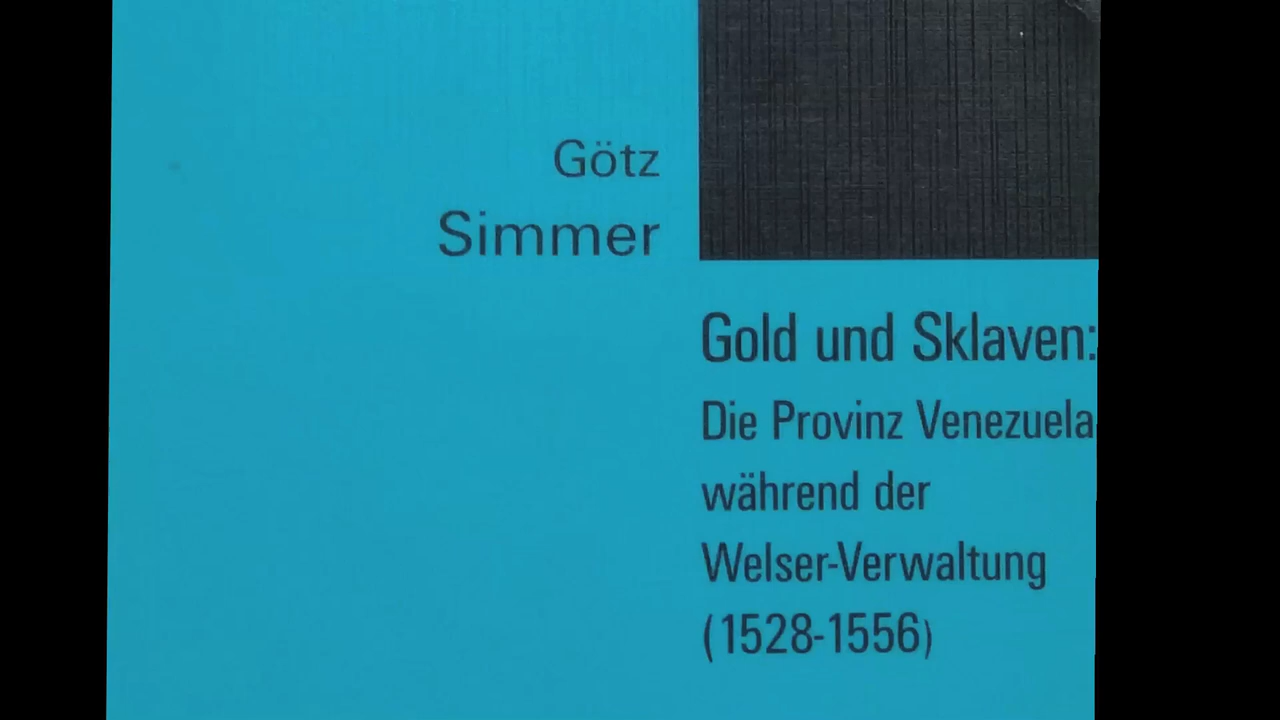 Götz
Simmer
Gold und Sklaven:
Die Provinz Venezuela
während der
Welser-Verwaltung
(1528-1556)